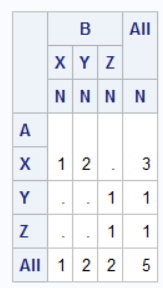 B All
X Y Z
N N N N
A
X 1 2 . 3
Y . . 1 1
Z . . 1 1
All 1 2 2 5